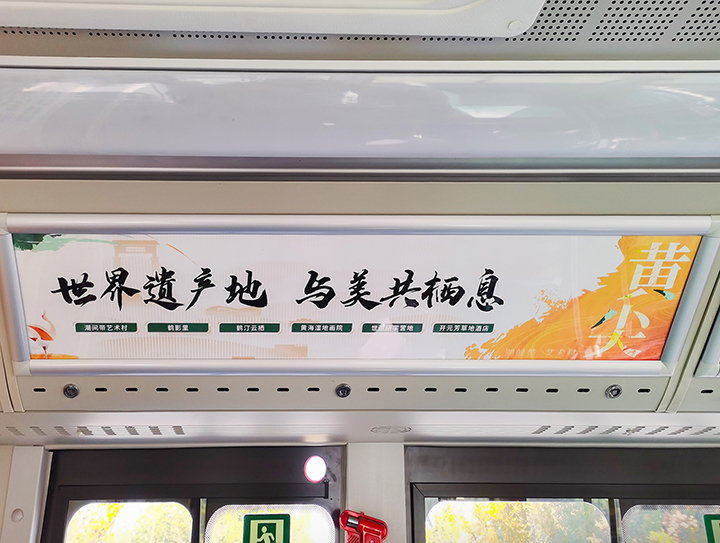 世界遗产地 与美共栖息
潮间带艺术村
鹤影里
鹤汀云栖
黄海湿地画院
开元芳草地酒店
黄尖